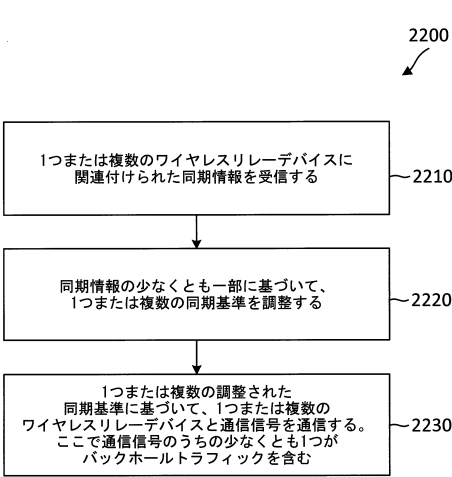 2200
1つまたは複数のワイヤレスリレーデバイスに
関連付けられた同期情報を受信する
2210
同期情報の少なくとも一部に基づいて、
1つまたは複数の同期基準を調整する
2220
1つまたは複数の調整された
同期基準に基づいて、1つまたは複数の
ワイヤレスリレーデバイスと通信信号を通信する。
ここで通信信号のうちの少なくとも1つが
バックホールトラフィックを含む
2230